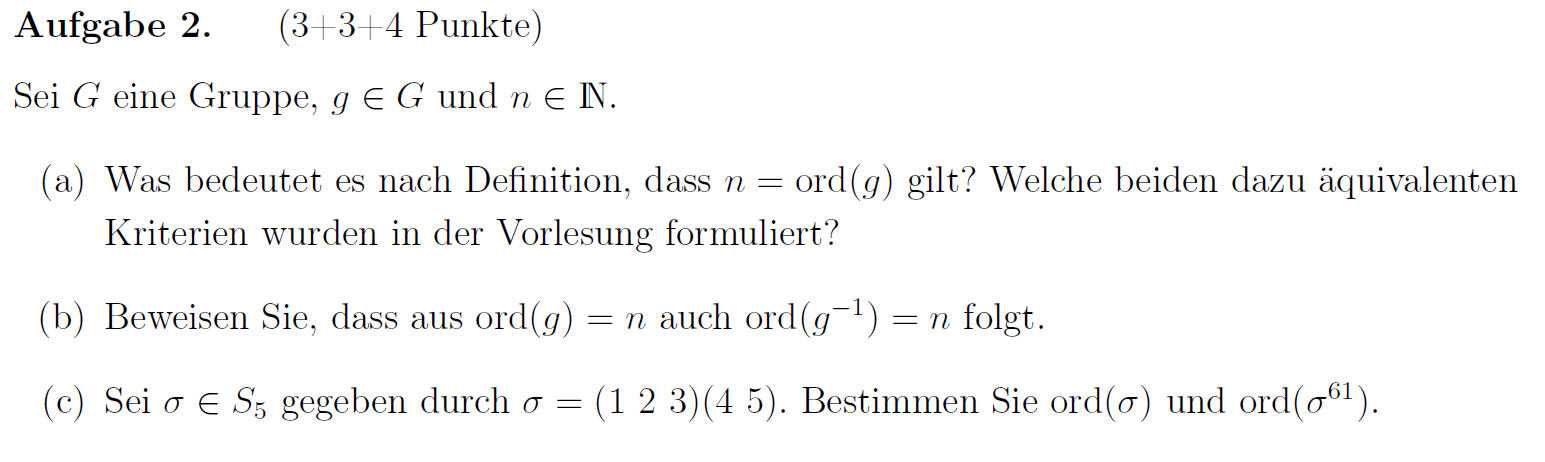 Aufgabe 2. (3+3+4 Punkte)
Sei G eine Gruppe, g ∈ G und n ∈ ℕ.
(a) Was bedeutet es nach Definition, dass n = ord(g) gilt? Welche beiden dazu äquivalenten
Kriterien wurden in der Vorlesung formuliert?
(b) Beweisen Sie, dass aus ord(g) = n auch ord(g⁻¹) = n folgt.
(c) Sei σ ∈ S₅ gegeben durch σ = (1 2 3)(4 5). Bestimmen Sie ord(σ) und ord(σ⁶¹).